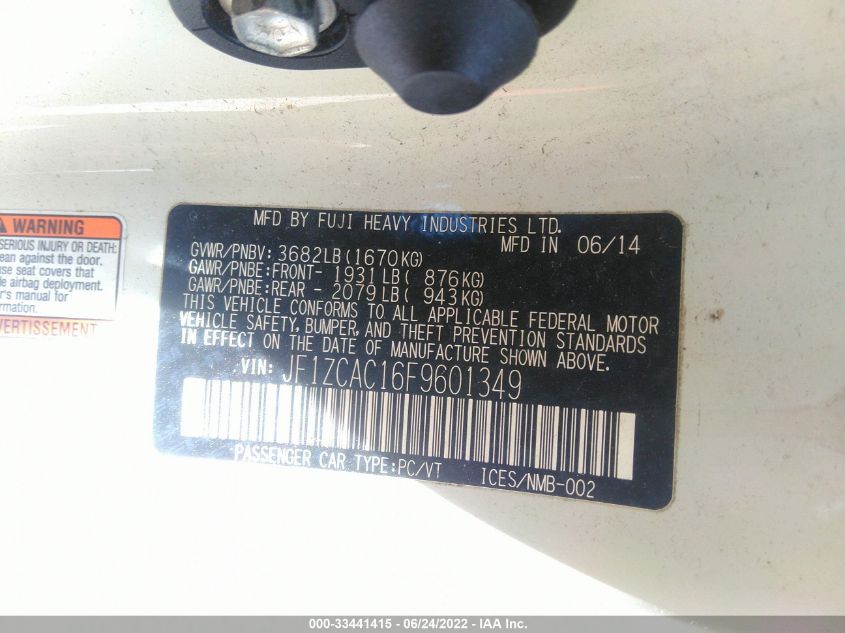 MFD BY FUJI HEAVY INDUSTRIES LTD.
MFD IN 06/14
GVWR/PNBV: 3682LB(1670KG)
GAWR/PNBE:FRONT- 1931LB( 876KG)
GAWR/PNBE:REAR - 2079LB( 943KG)
THIS VEHICLE CONFORMS TO ALL APPLICABLE FEDERAL MOTOR
VEHICLE SAFETY, BUMPER, AND THEFT PREVENTION STANDARDS
IN EFFECT ON THE DATE OF MANUFACTURE SHOWN ABOVE.
VIN: JF1ZCAC16F9601349
PASSENGER CAR TYPE:PC/VT ICES/NMB-002
WARNING
SERIOUS INJURY OR DEATH:
ean against the door.
se seat covers that
e airbag deployment.
r's manual for
rmation.
VERTISSEMENT
000-33441415 - 06/24/2022 - IAA Inc.